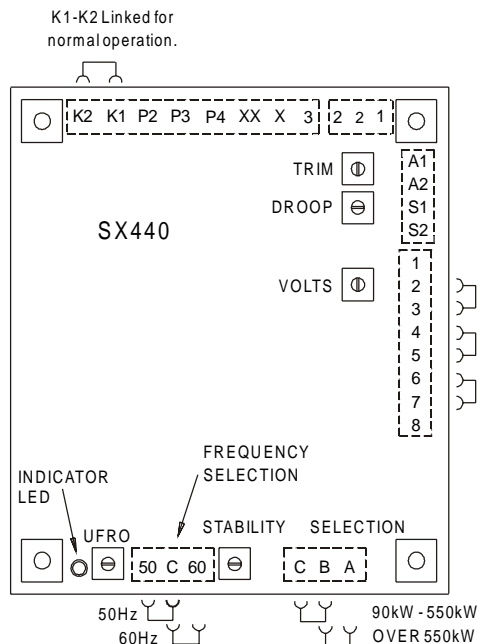 K1-K2 Linked for
normal operation.
K2 K1 P2 P3 P4 XX X 3 2 2 1
TRIM
A1
A2
DROOP
S1
S2
SX440
VOLTS
1
2
3
4
5
6
7
8
FREQUENCY
SELECTION
INDICATOR
LED
UFRO
STABILITY SELECTION
50 C 60
C B A
50Hz
90kW - 550kW
60Hz
OVER 550kW